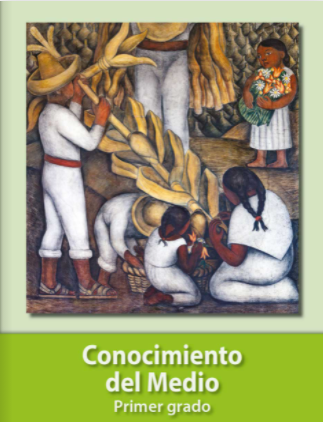 Conocimiento
del Medio
Primer grado